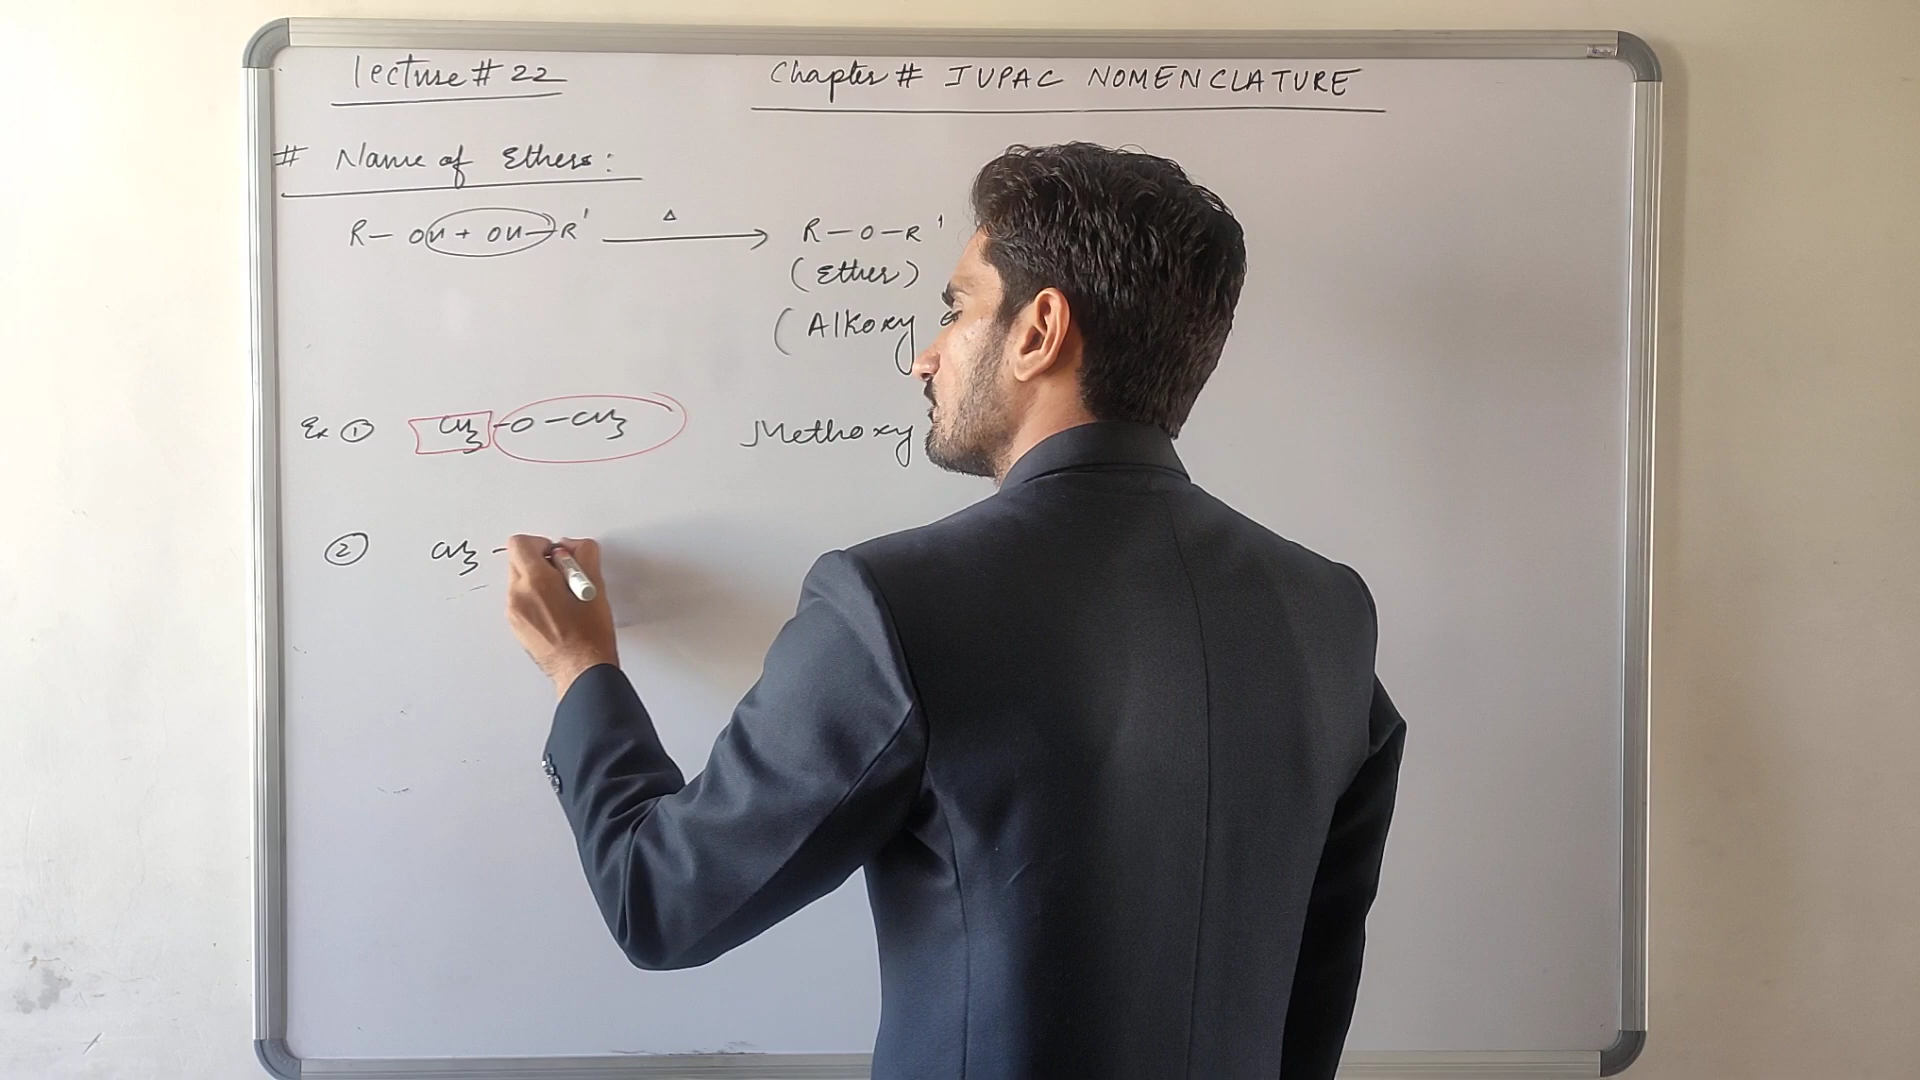 Lecture # 22
Chapter # IUPAC NOMENCLATURE
# Name of Ethers:
R - OH + OH - R' Δ → R - O - R'
(Ether)
(Alkoxy
Ex ① CH3 - O - CH3 Methoxy
② CH3 -